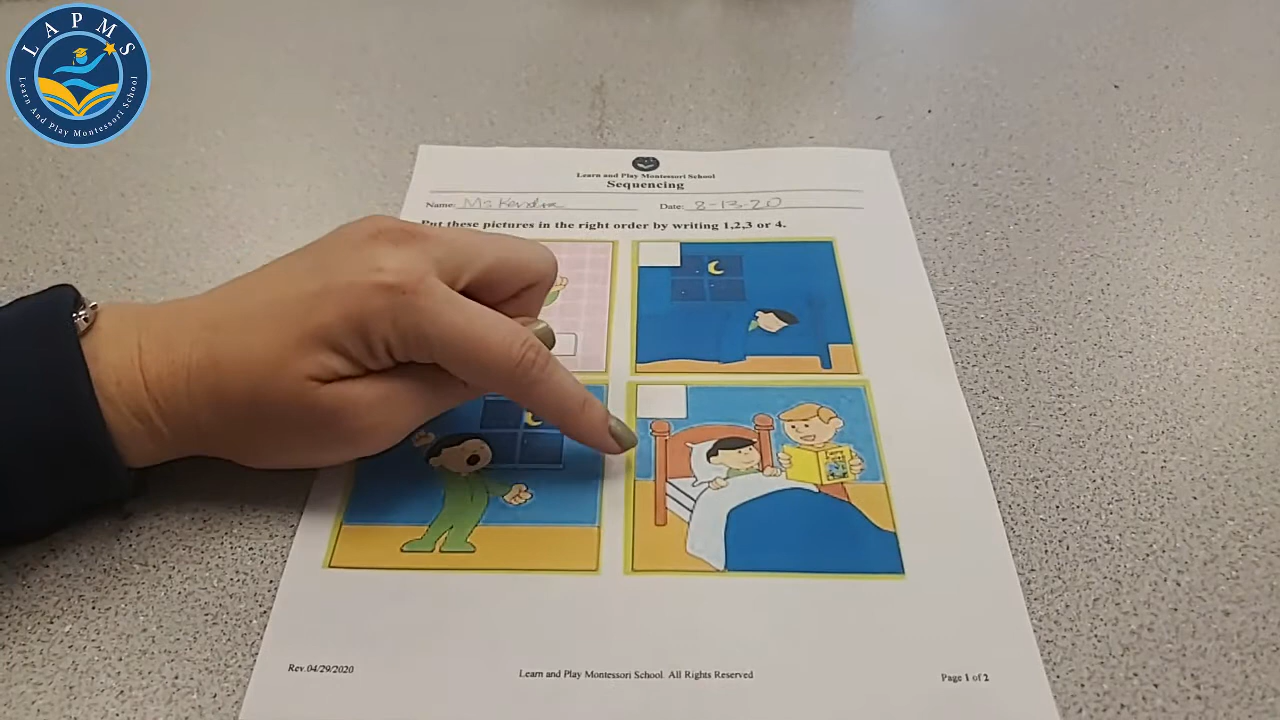 LAPMS
Learn And Play Montessori School
Learn and Play Montessori School
Sequencing
Name: Ms Kendra Date: 8-13-20
Put these pictures in the right order by writing 1,2,3 or 4.
Rev.04/29/2020
Learn and Play Montessori School. All Rights Reserved
Page 1 of 2